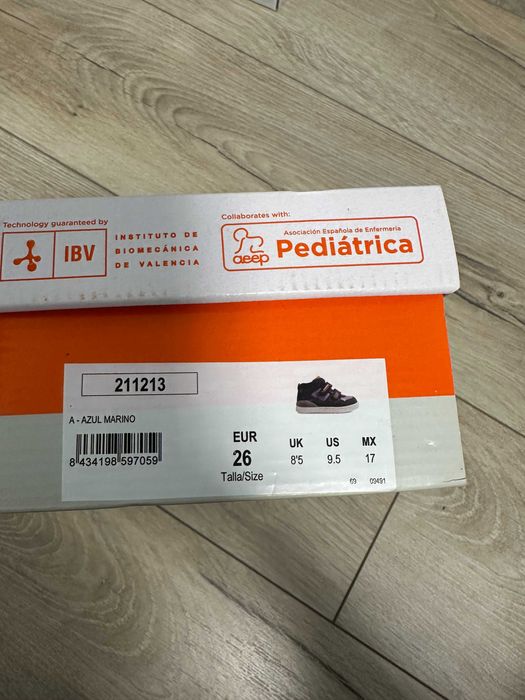 Technology guaranteed by
IBV
INSTITUTO DE
BIOMECÁNICA
DE VALENCIA
Collaborates with:
aeep
Asociación Española de Enfermería
Pediátrica
211213
A - AZUL MARINO
8 434198 597059
EUR UK US MX
26 8'5 9.5 17
Talla/Size
69 09491